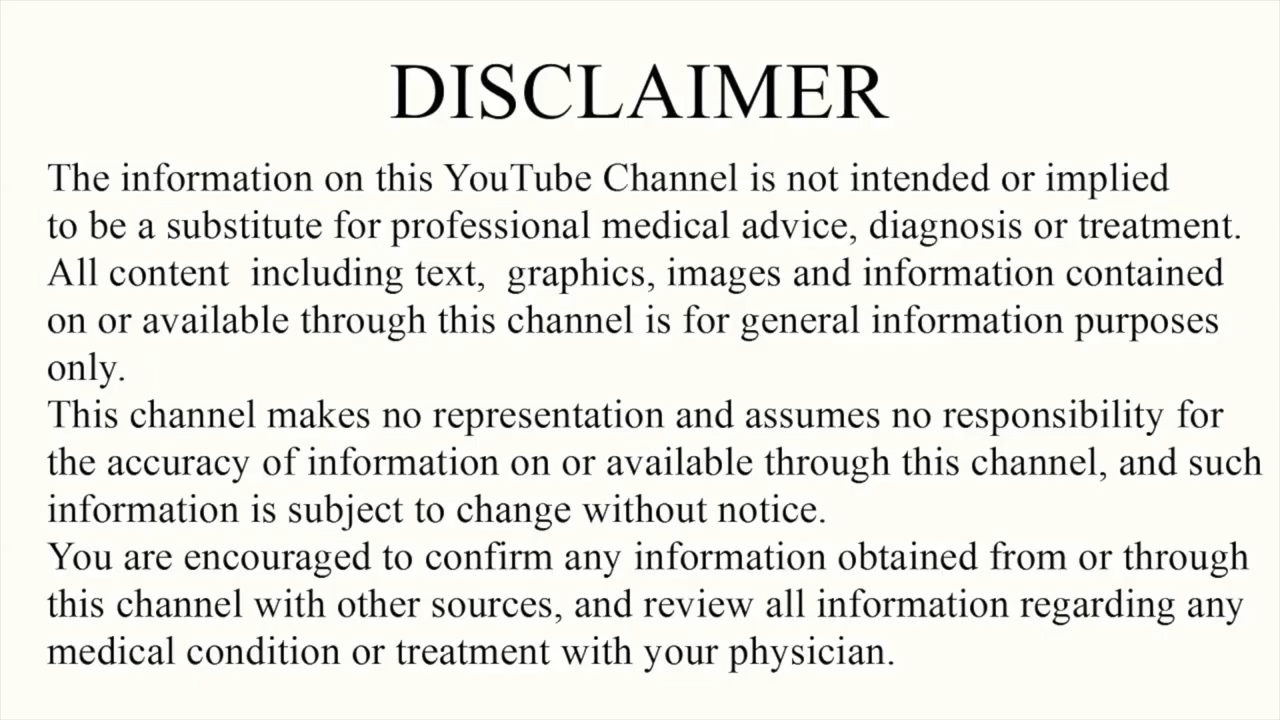 DISCLAIMER
The information on this YouTube Channel is not intended or implied
to be a substitute for professional medical advice, diagnosis or treatment.
All content  including text,  graphics, images and information contained
on or available through this channel is for general information purposes
only.
This channel makes no representation and assumes no responsibility for
the accuracy of information on or available through this channel, and such
information is subject to change without notice.
You are encouraged to confirm any information obtained from or through
this channel with other sources, and review all information regarding any
medical condition or treatment with your physician.